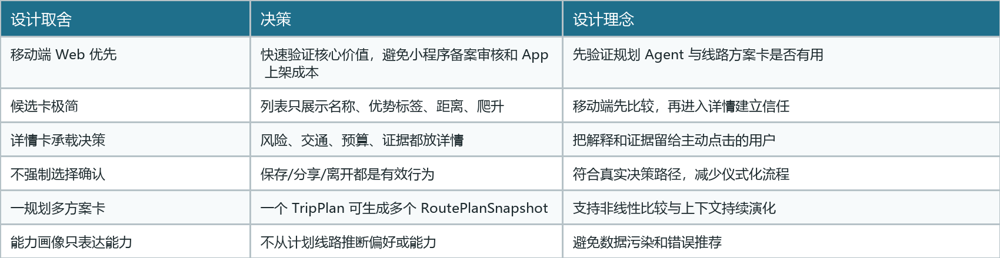 设计取舍 决策 设计理念
移动端 Web 优先 快速验证核心价值，避免小程序备案审核和 App 先验证规划 Agent 与线路方案卡是否有用
上架成本
候选卡极简 列表只展示名称、优势标签、距离、爬升 移动端先比较，再进入详情建立信任
详情卡承载决策 风险、交通、预算、证据都放详情 把解释和证据留给主动点击的用户
不强制选择确认 保存/分享/离开都是有效行为 符合真实决策路径，减少仪式化流程
一规划多方案卡 一个 TripPlan 可生成多个 RoutePlanSnapshot 支持非线性比较与上下文持续演化
能力画像只表达能力 不从计划线路推断偏好或能力 避免数据污染和错误推荐